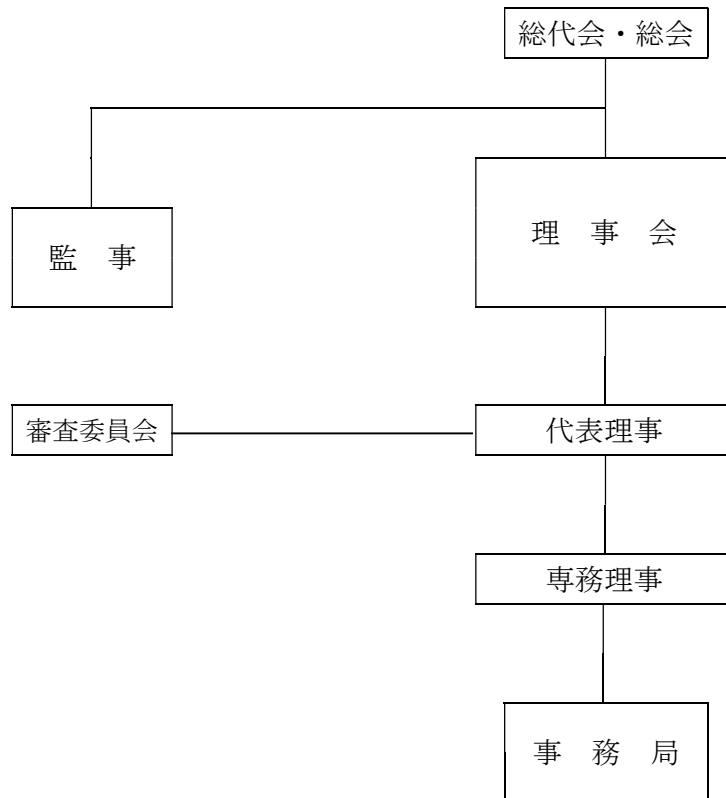 総代会・総会
理 事 会
監 事
審査委員会
代表理事
専務理事
事 務 局